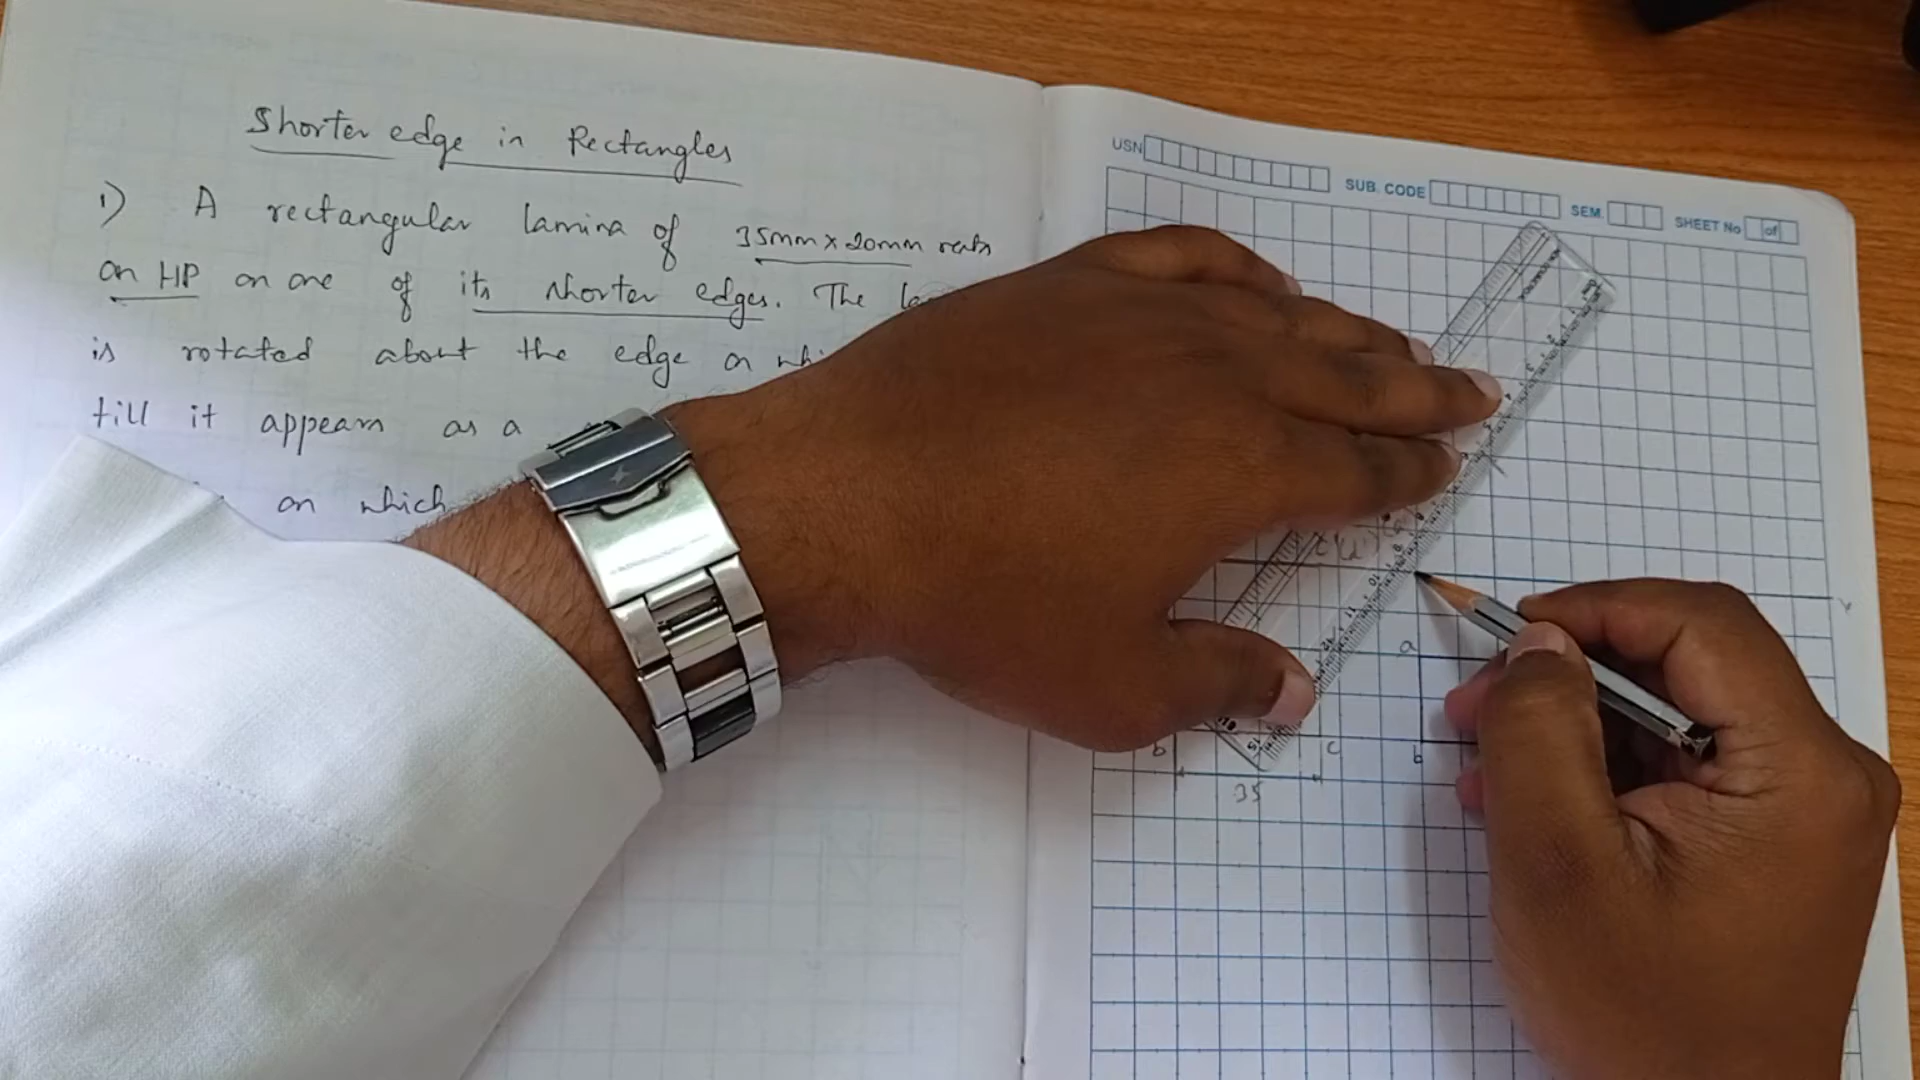 Shorter edge in Rectangles
1) A rectangular lamina of 35mm x 20mm rests
on HP on one of its shorter edges. The
is rotated about the edge on
till it appears as a
on which
USN
SUB. CODE
SEM.
SHEET No of
Y
a
b c b
35